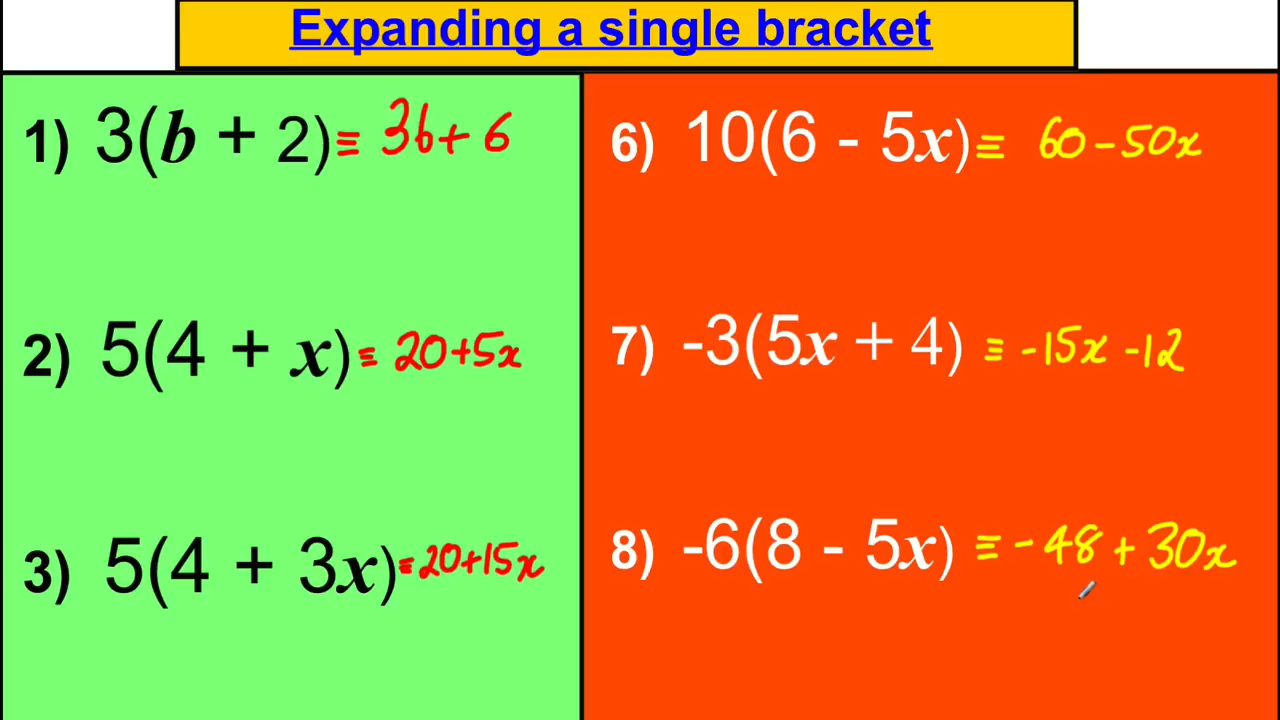 Expanding a single bracket
1) 3(b + 2) ≡ 3b + 6
2) 5(4 + x) ≡ 20 + 5x
3) 5(4 + 3x) ≡ 20 + 15x
6) 10(6 - 5x) ≡ 60 - 50x
7) -3(5x + 4) ≡ -15x - 12
8) -6(8 - 5x) ≡ -48 + 30x